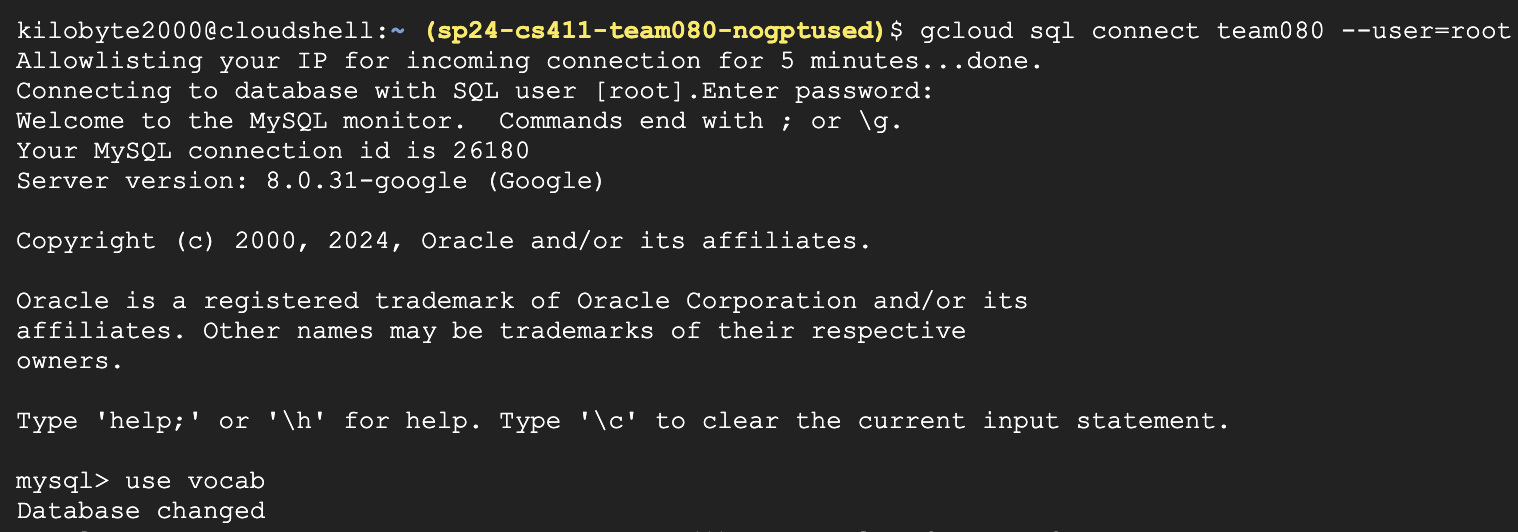 kilobyte2000@cloudshell:~ (sp24-cs411-team080-nogptused)$ gcloud sql connect team080 --user=root
Allowlisting your IP for incoming connection for 5 minutes...done.
Connecting to database with SQL user [root].Enter password:
Welcome to the MySQL monitor.  Commands end with ; or \g.
Your MySQL connection id is 26180
Server version: 8.0.31-google (Google)
Copyright (c) 2000, 2024, Oracle and/or its affiliates.
Oracle is a registered trademark of Oracle Corporation and/or its
affiliates. Other names may be trademarks of their respective
owners.
Type 'help;' or '\h' for help. Type '\c' to clear the current input statement.
mysql> use vocab
Database changed